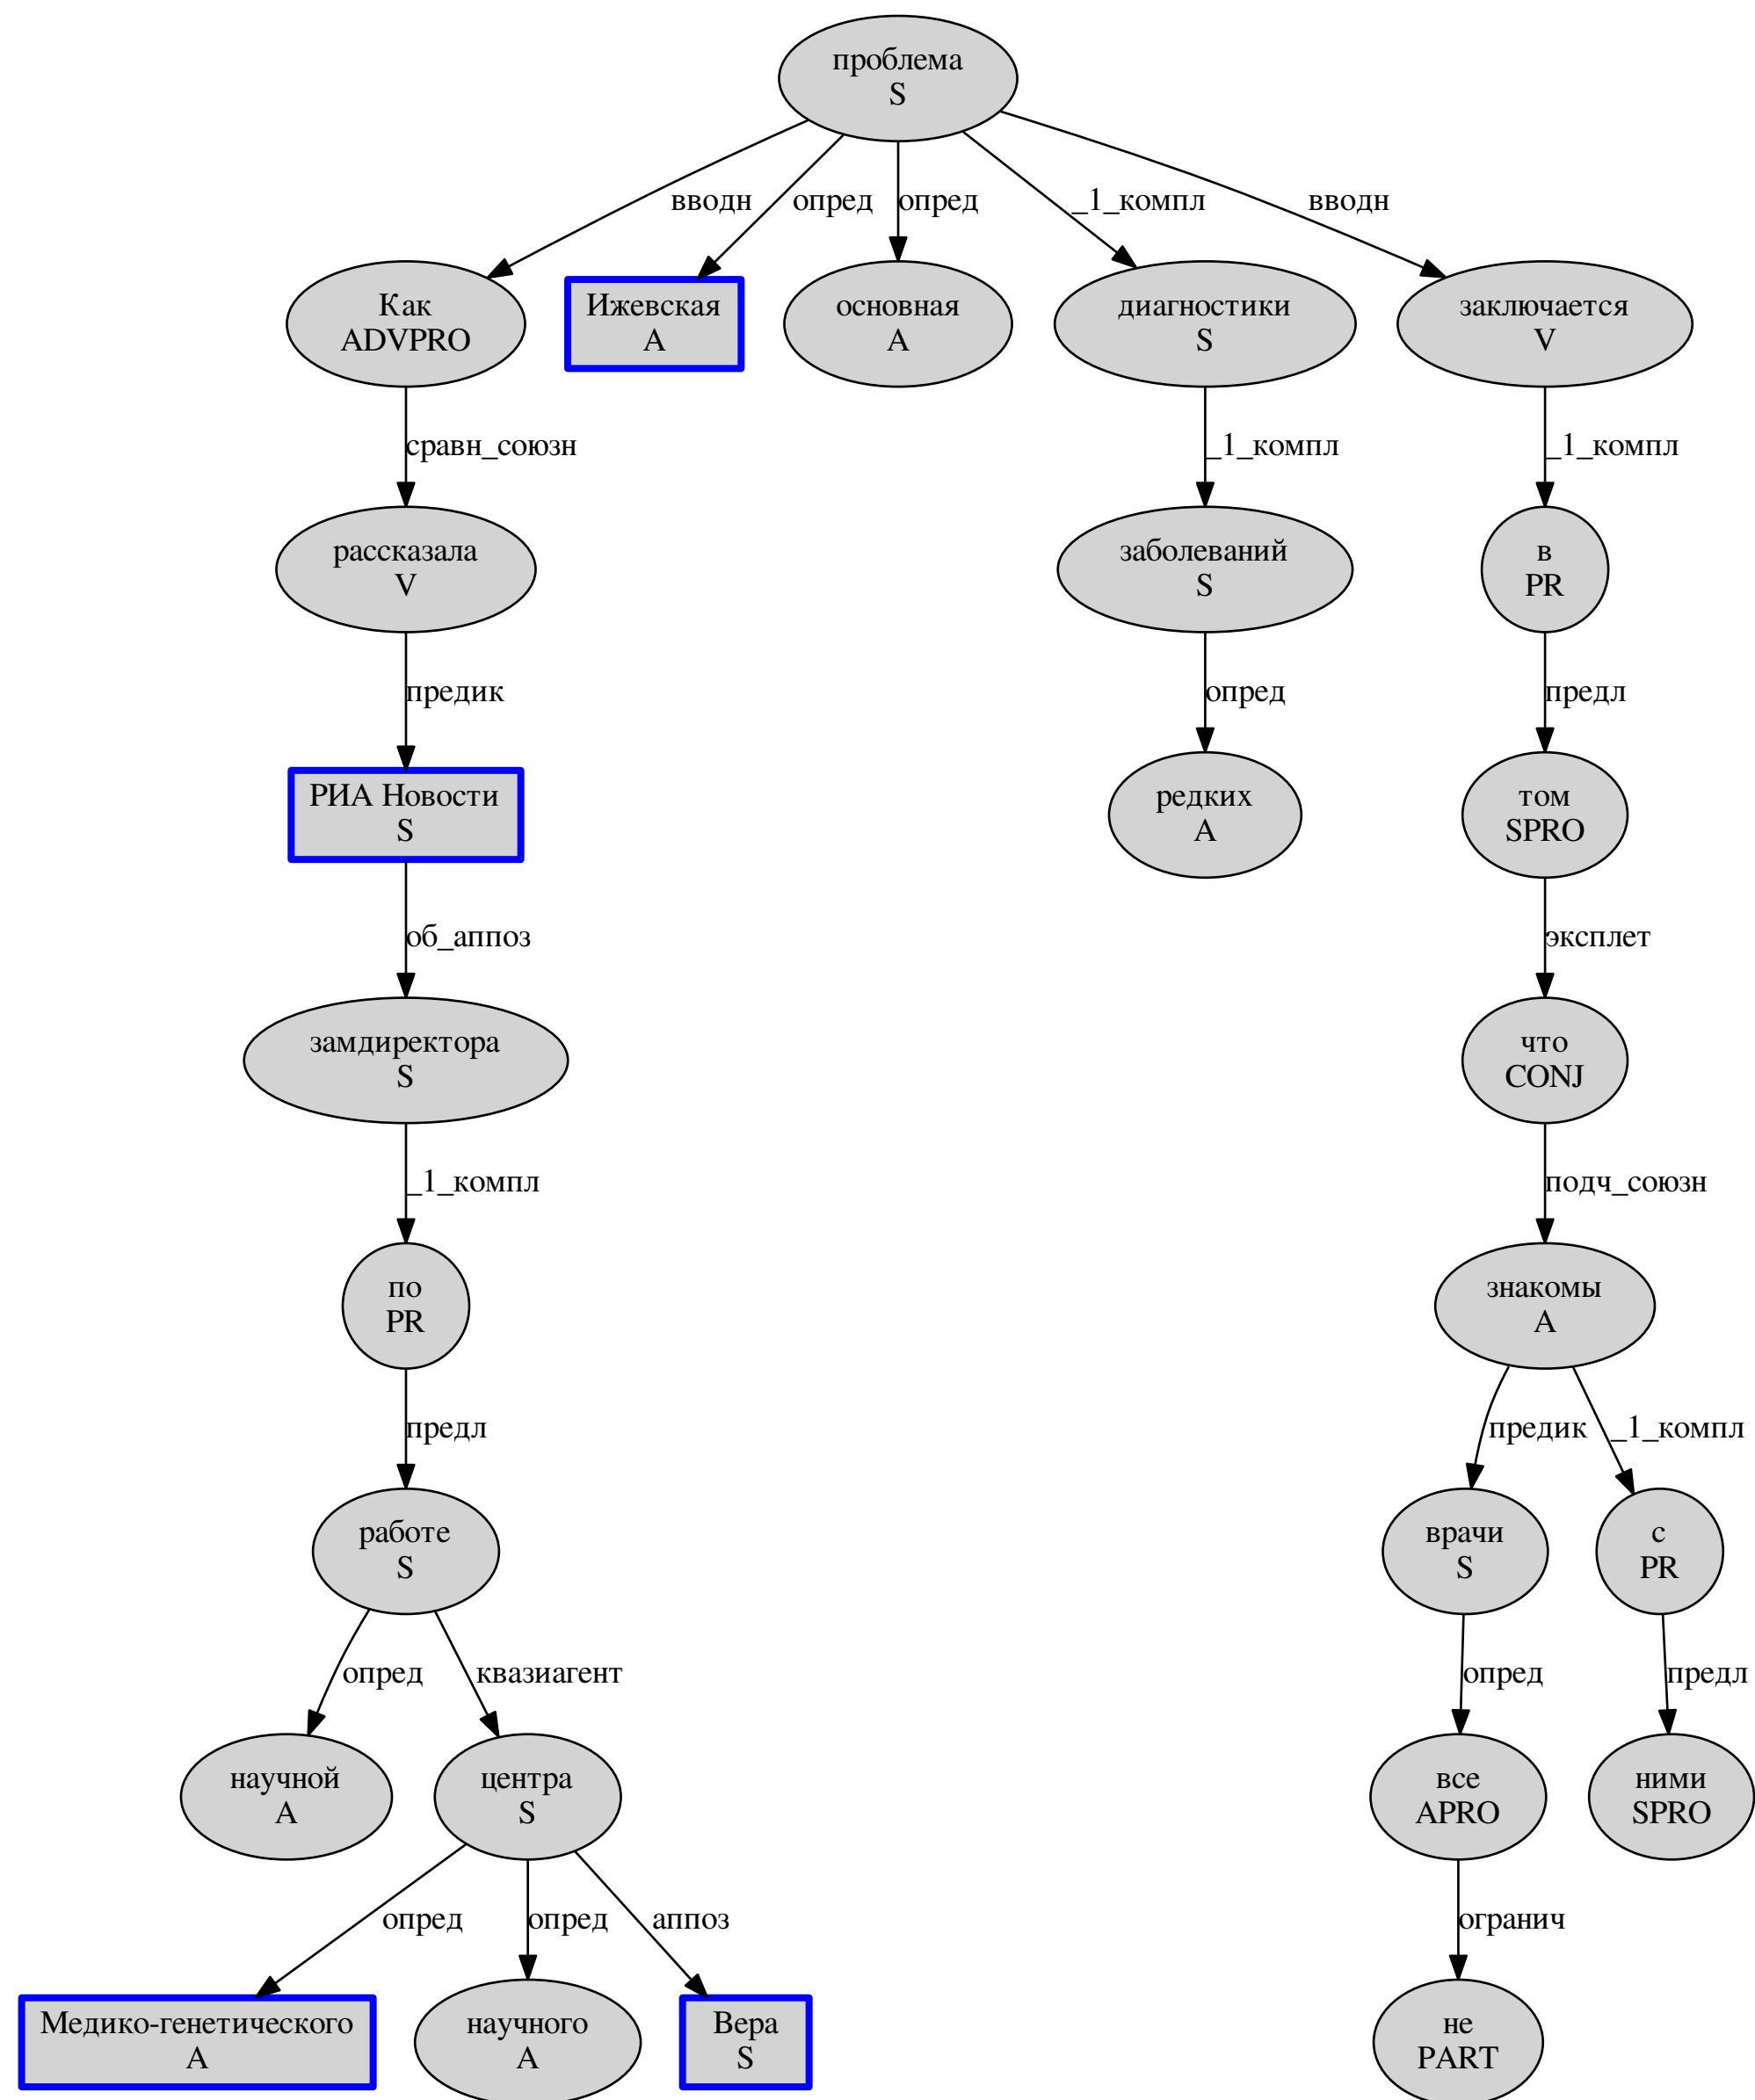 проблема
S
вводн
опред
опред
_1_компл
вводн
Как
ADVPRO
Ижевская
A
основная
A
диагностики
S
заключается
V
сравн_союзн
_1_компл
_1_компл
рассказала
V
заболеваний
S
в
PR
предик
опред
предл
РИА Новости
S
редких
A
том
SPRO
об_аппоз
эксплет
замдиректора
S
что
CONJ
_1_компл
подч_союзн
по
PR
знакомы
A
предл
предик
_1_компл
работе
S
врачи
S
с
PR
опред
квазиагент
опред
предл
научной
A
центра
S
все
APRO
ними
SPRO
опред
опред
аппоз
огранич
Медико-генетического
A
научного
A
Вера
S
не
PART